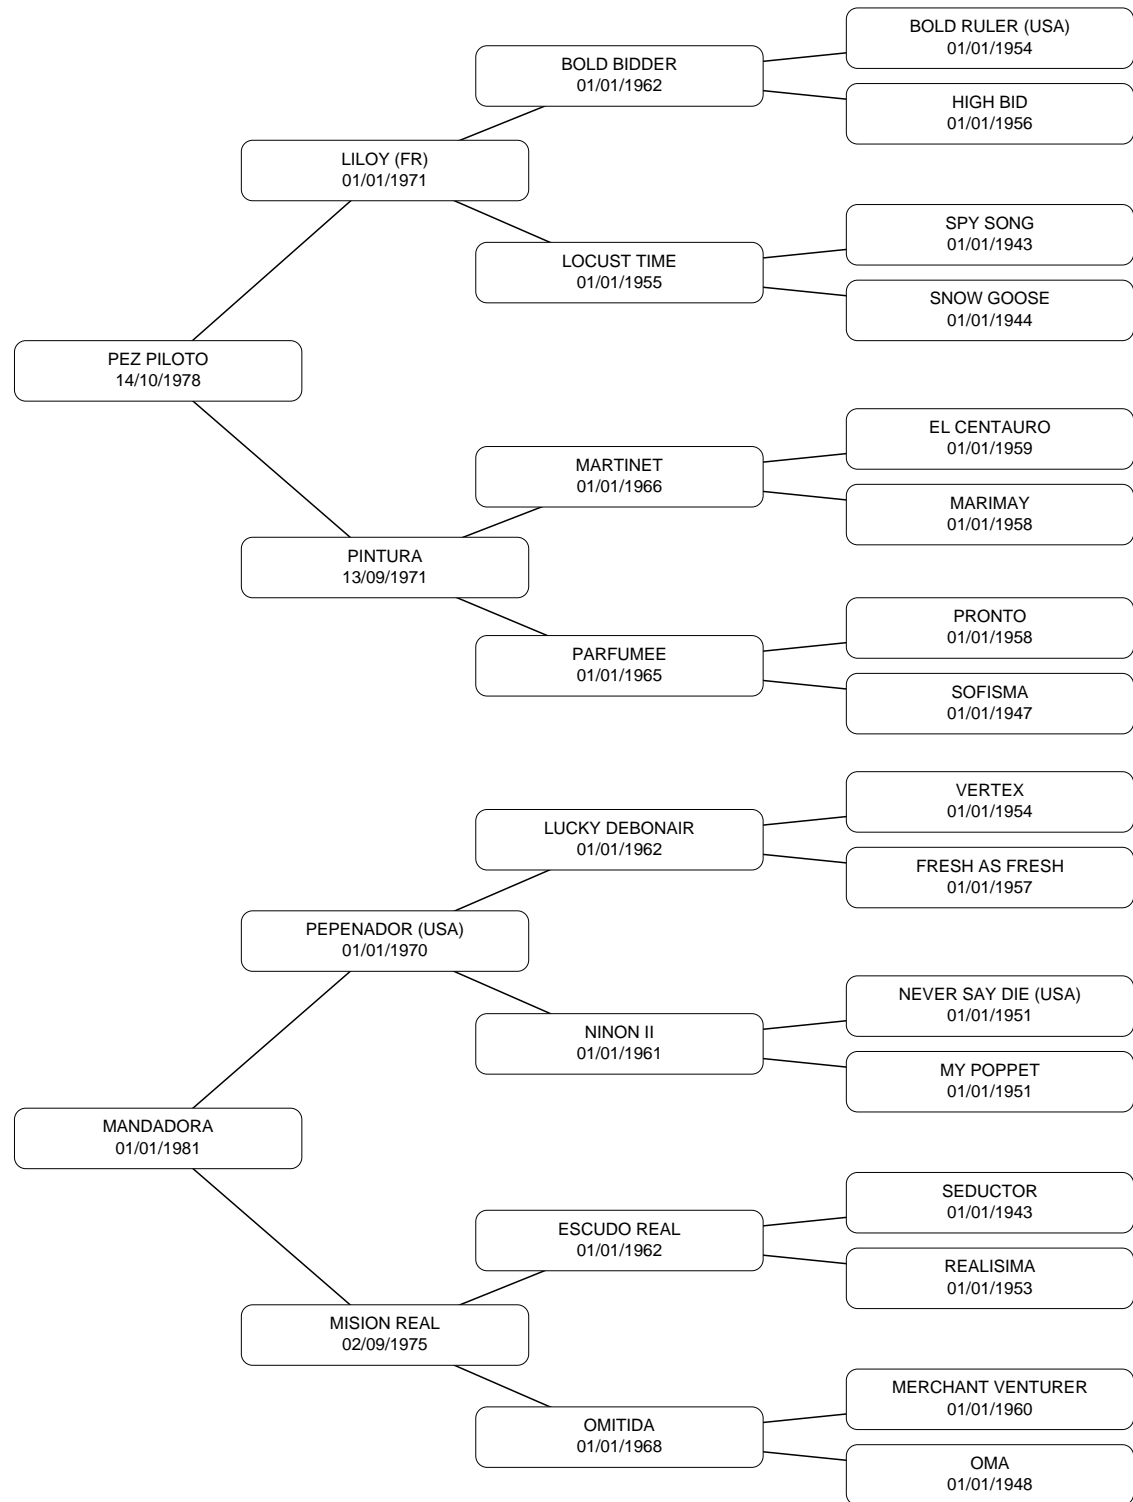 BOLD RULER (USA)
01/01/1954
BOLD BIDDER
01/01/1962
HIGH BID
01/01/1956
LILOY (FR)
01/01/1971
SPY SONG
01/01/1943
LOCUST TIME
01/01/1955
SNOW GOOSE
01/01/1944
PEZ PILOTO
14/10/1978
EL CENTAURO
01/01/1959
MARTINET
01/01/1966
MARIMAY
01/01/1958
PINTURA
13/09/1971
PRONTO
01/01/1958
PARFUMEE
01/01/1965
SOFISMA
01/01/1947
VERTEX
01/01/1954
LUCKY DEBONAIR
01/01/1962
FRESH AS FRESH
01/01/1957
PEPENADOR (USA)
01/01/1970
NEVER SAY DIE (USA)
01/01/1951
NINON II
01/01/1961
MY POPPET
01/01/1951
MANDADORA
01/01/1981
SEDUCTOR
01/01/1943
ESCUDO REAL
01/01/1962
REALISIMA
01/01/1953
MISION REAL
02/09/1975
MERCHANT VENTURER
01/01/1960
OMITIDA
01/01/1968
OMA
01/01/1948